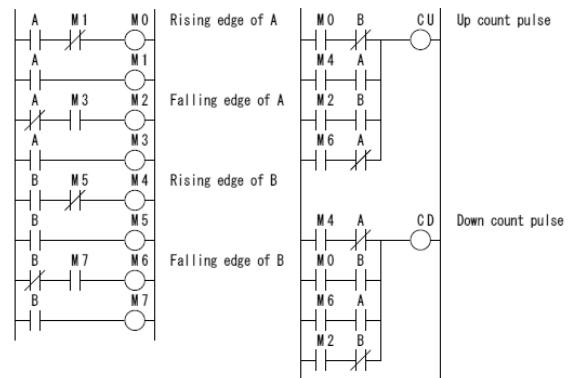 A M1 M0 Rising edge of A
A M1
A M3 M2 Falling edge of A
A M3
B M5 M4 Rising edge of B
B M5
B M7 M6 Falling edge of B
B M7
M0 B CU Up count pulse
M4 A
M2 B
M6 A
M4 A CD Down count pulse
M0 B
M6 A
M2 B